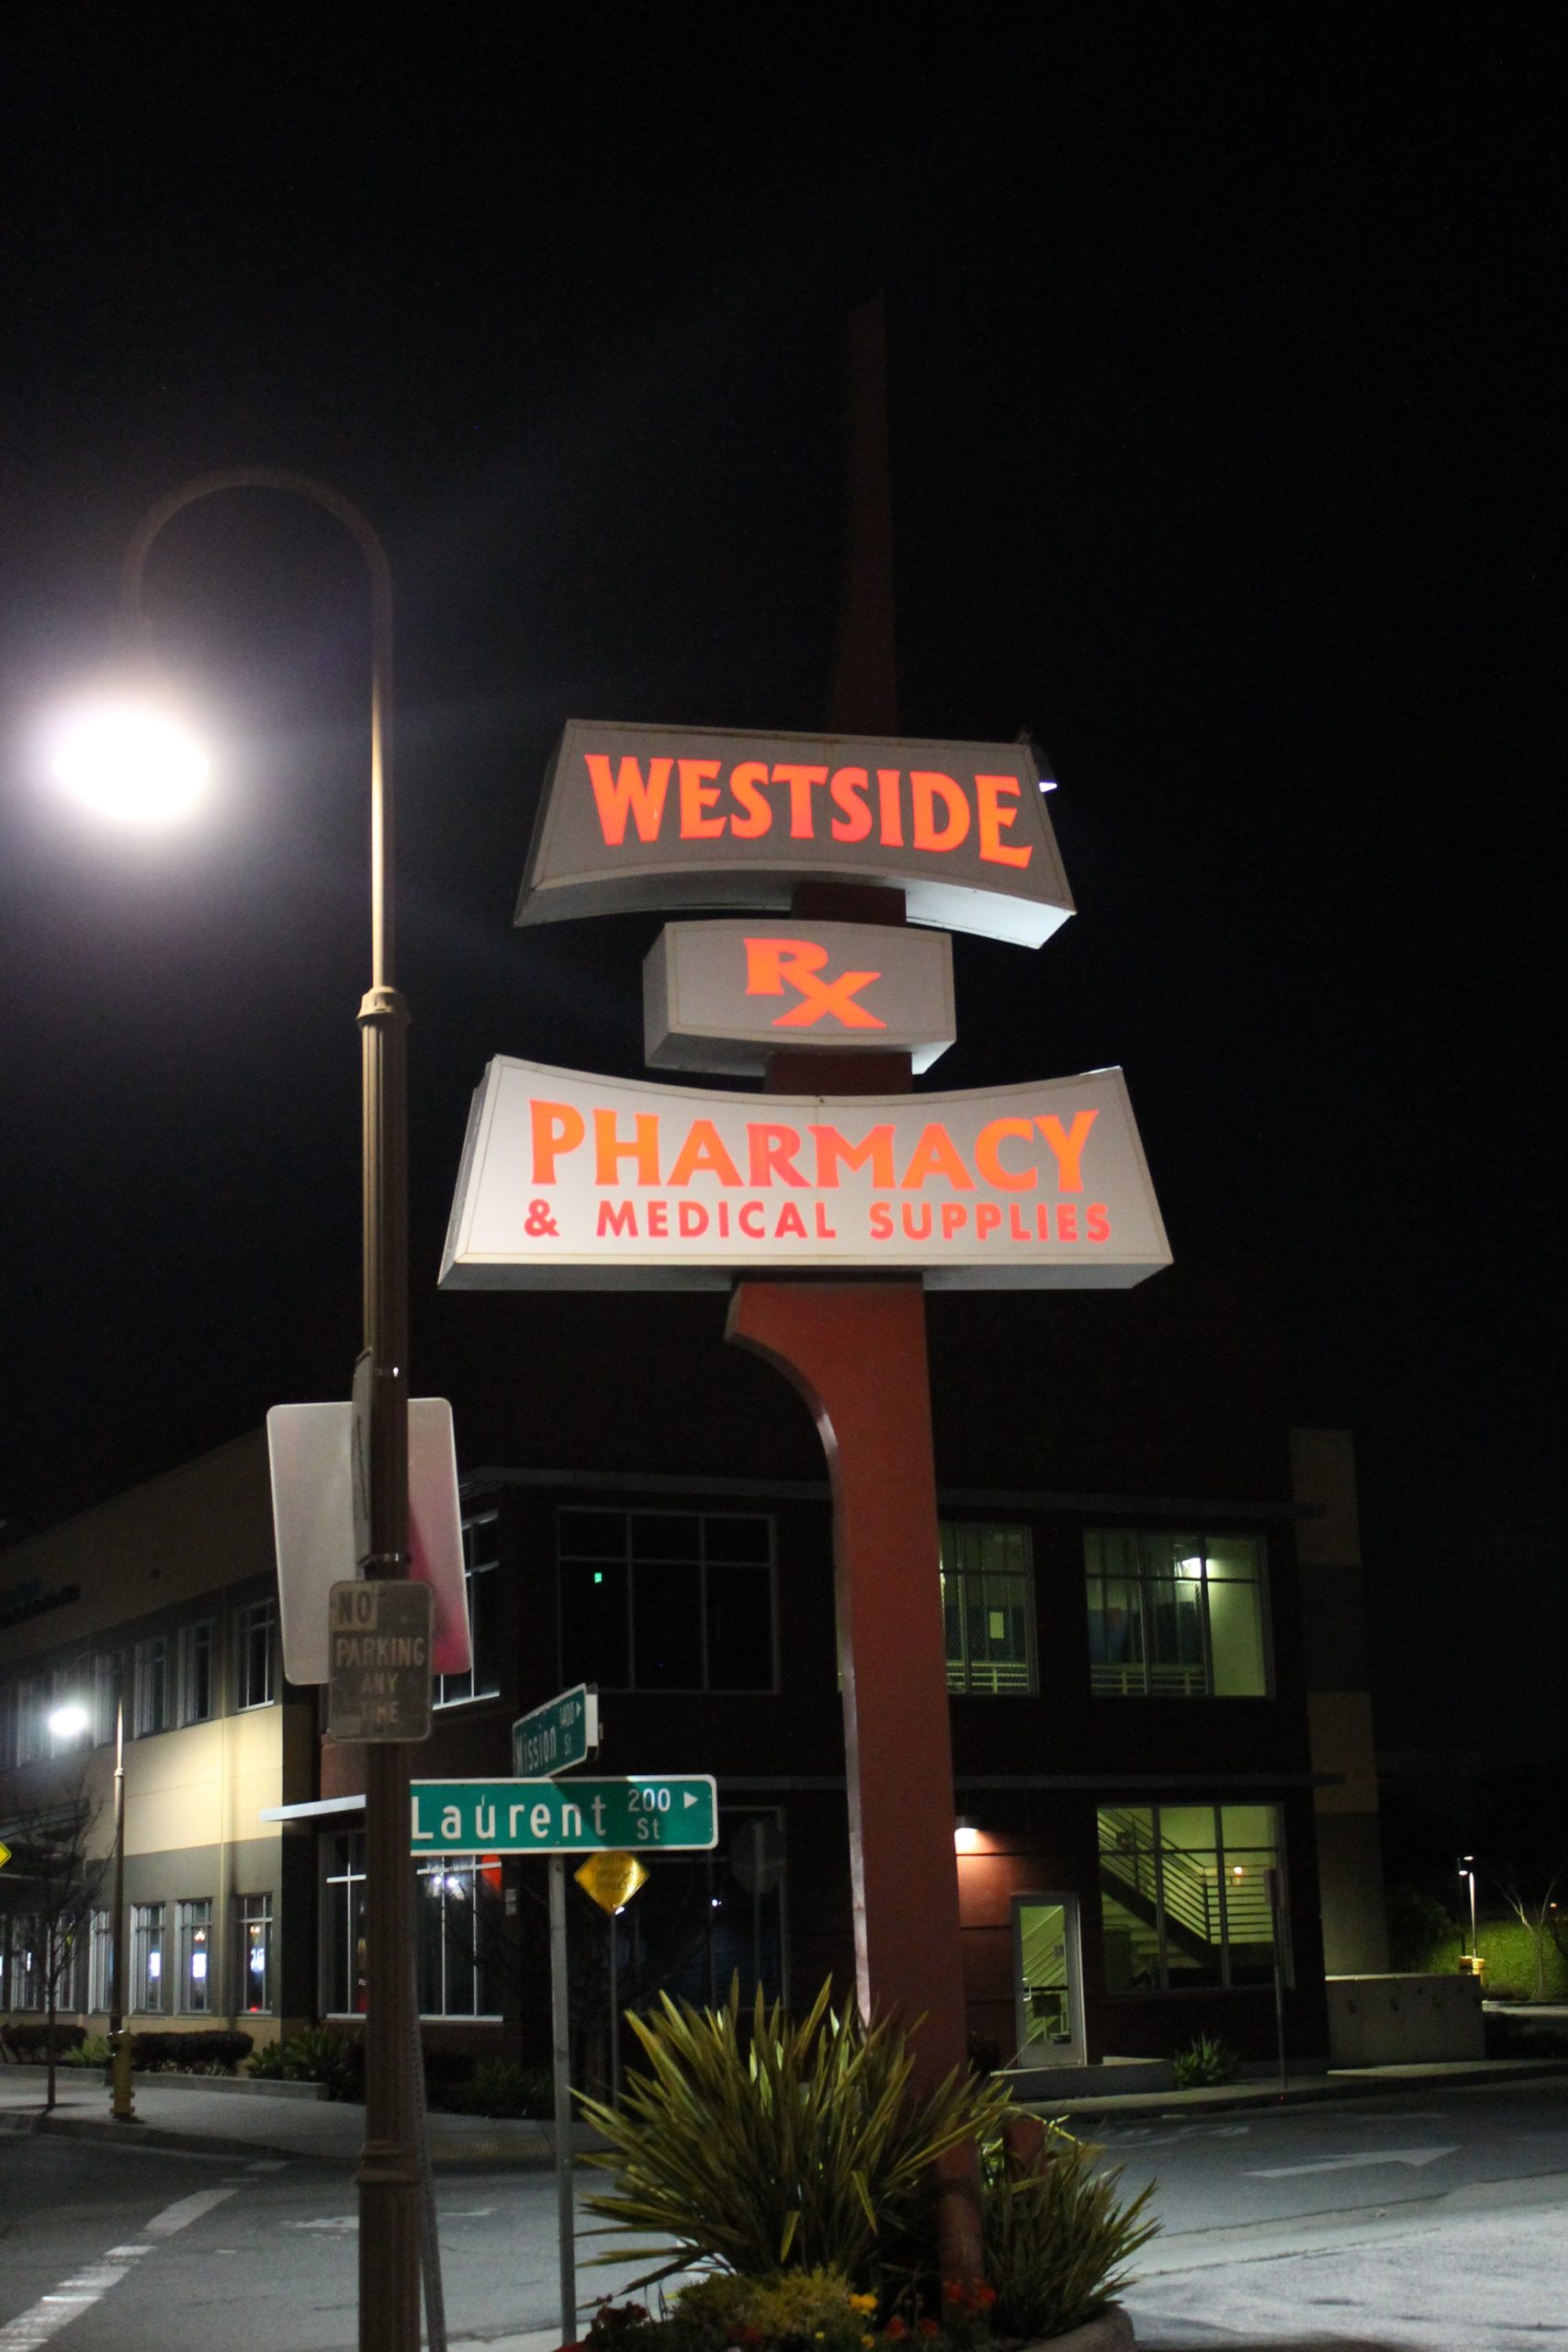 WESTSIDE
Rx
PHARMACY
& MEDICAL SUPPLIES
NO
PARKING
ANY
TIME
1400
Mission St
Laurent 200
St